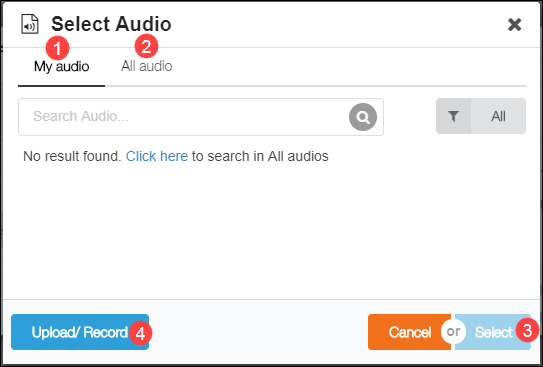 Select Audio
1
2
My audio
All audio
Search Audio...
All
No result found. Click here to search in All audios
Upload/ Record 4
Cancel or Select 3